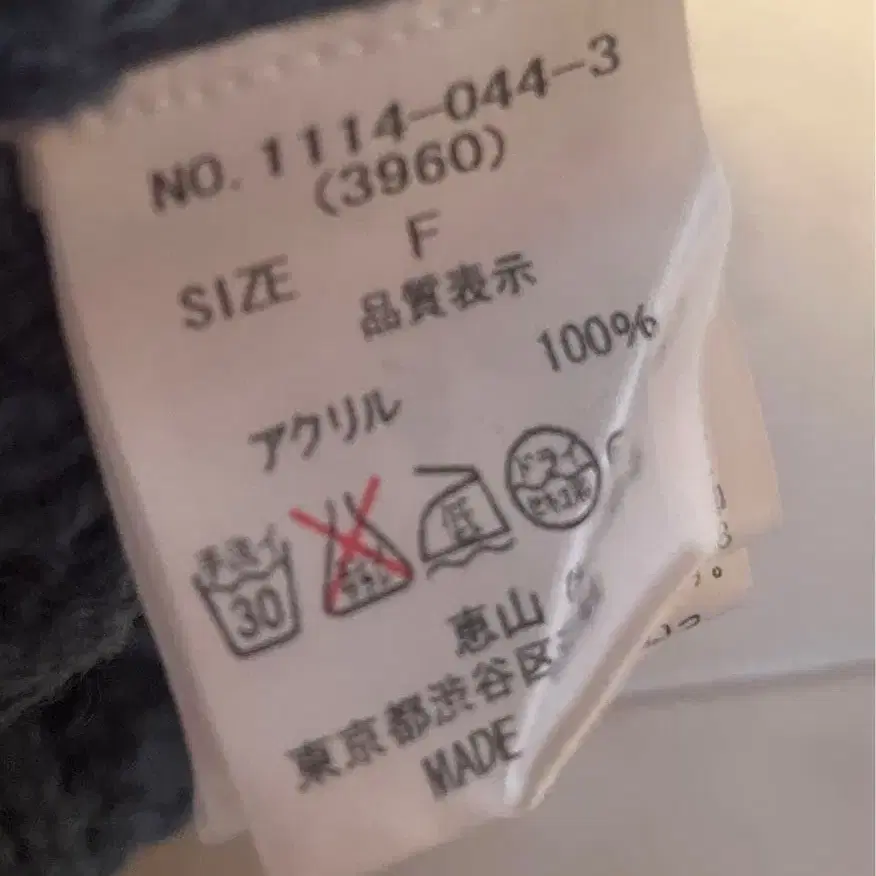 NO. 1114-044-3
(3960)
SIZE F
品質表示
アクリル 100%
手洗イ 30
低
ドライ
恵山
東京都渋谷区
MADE